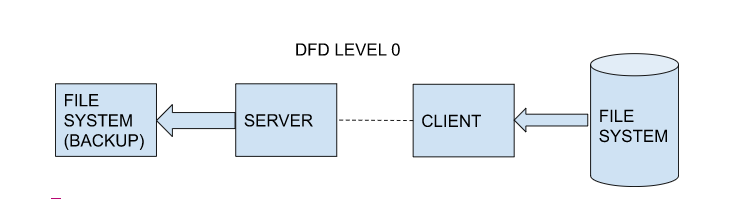 DFD LEVEL 0
FILE
SYSTEM
(BACKUP)
SERVER
CLIENT
FILE
SYSTEM